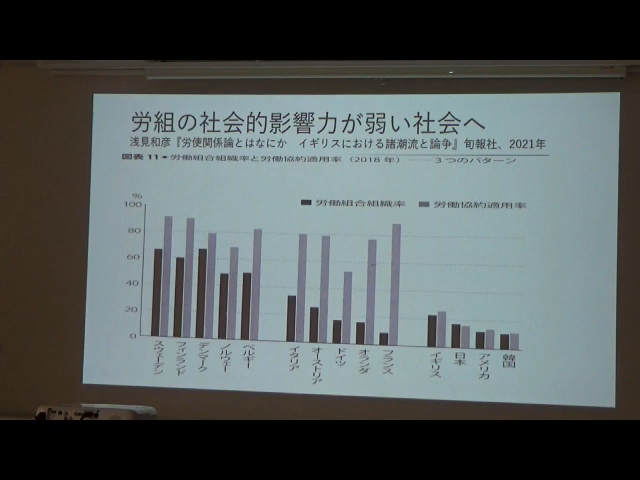 労組の社会的影響力が弱い社会へ
浅見和彦『労使関係論とはなにか イギリスにおける諸潮流と論争』旬報社、2021年
図表 11● 労働組合組織率と労働協約適用率 (2018年) ── 3つのパターン
%
100
80
60
40
20
0
■ 労働組合組織率 ■ 労働協約適用率
スウェーデン
フィンランド
デンマーク
ノルウェー
ベルギー
イタリア
オーストリア
ドイツ
オランダ
フランス
イギリス
日本
アメリカ
韓国